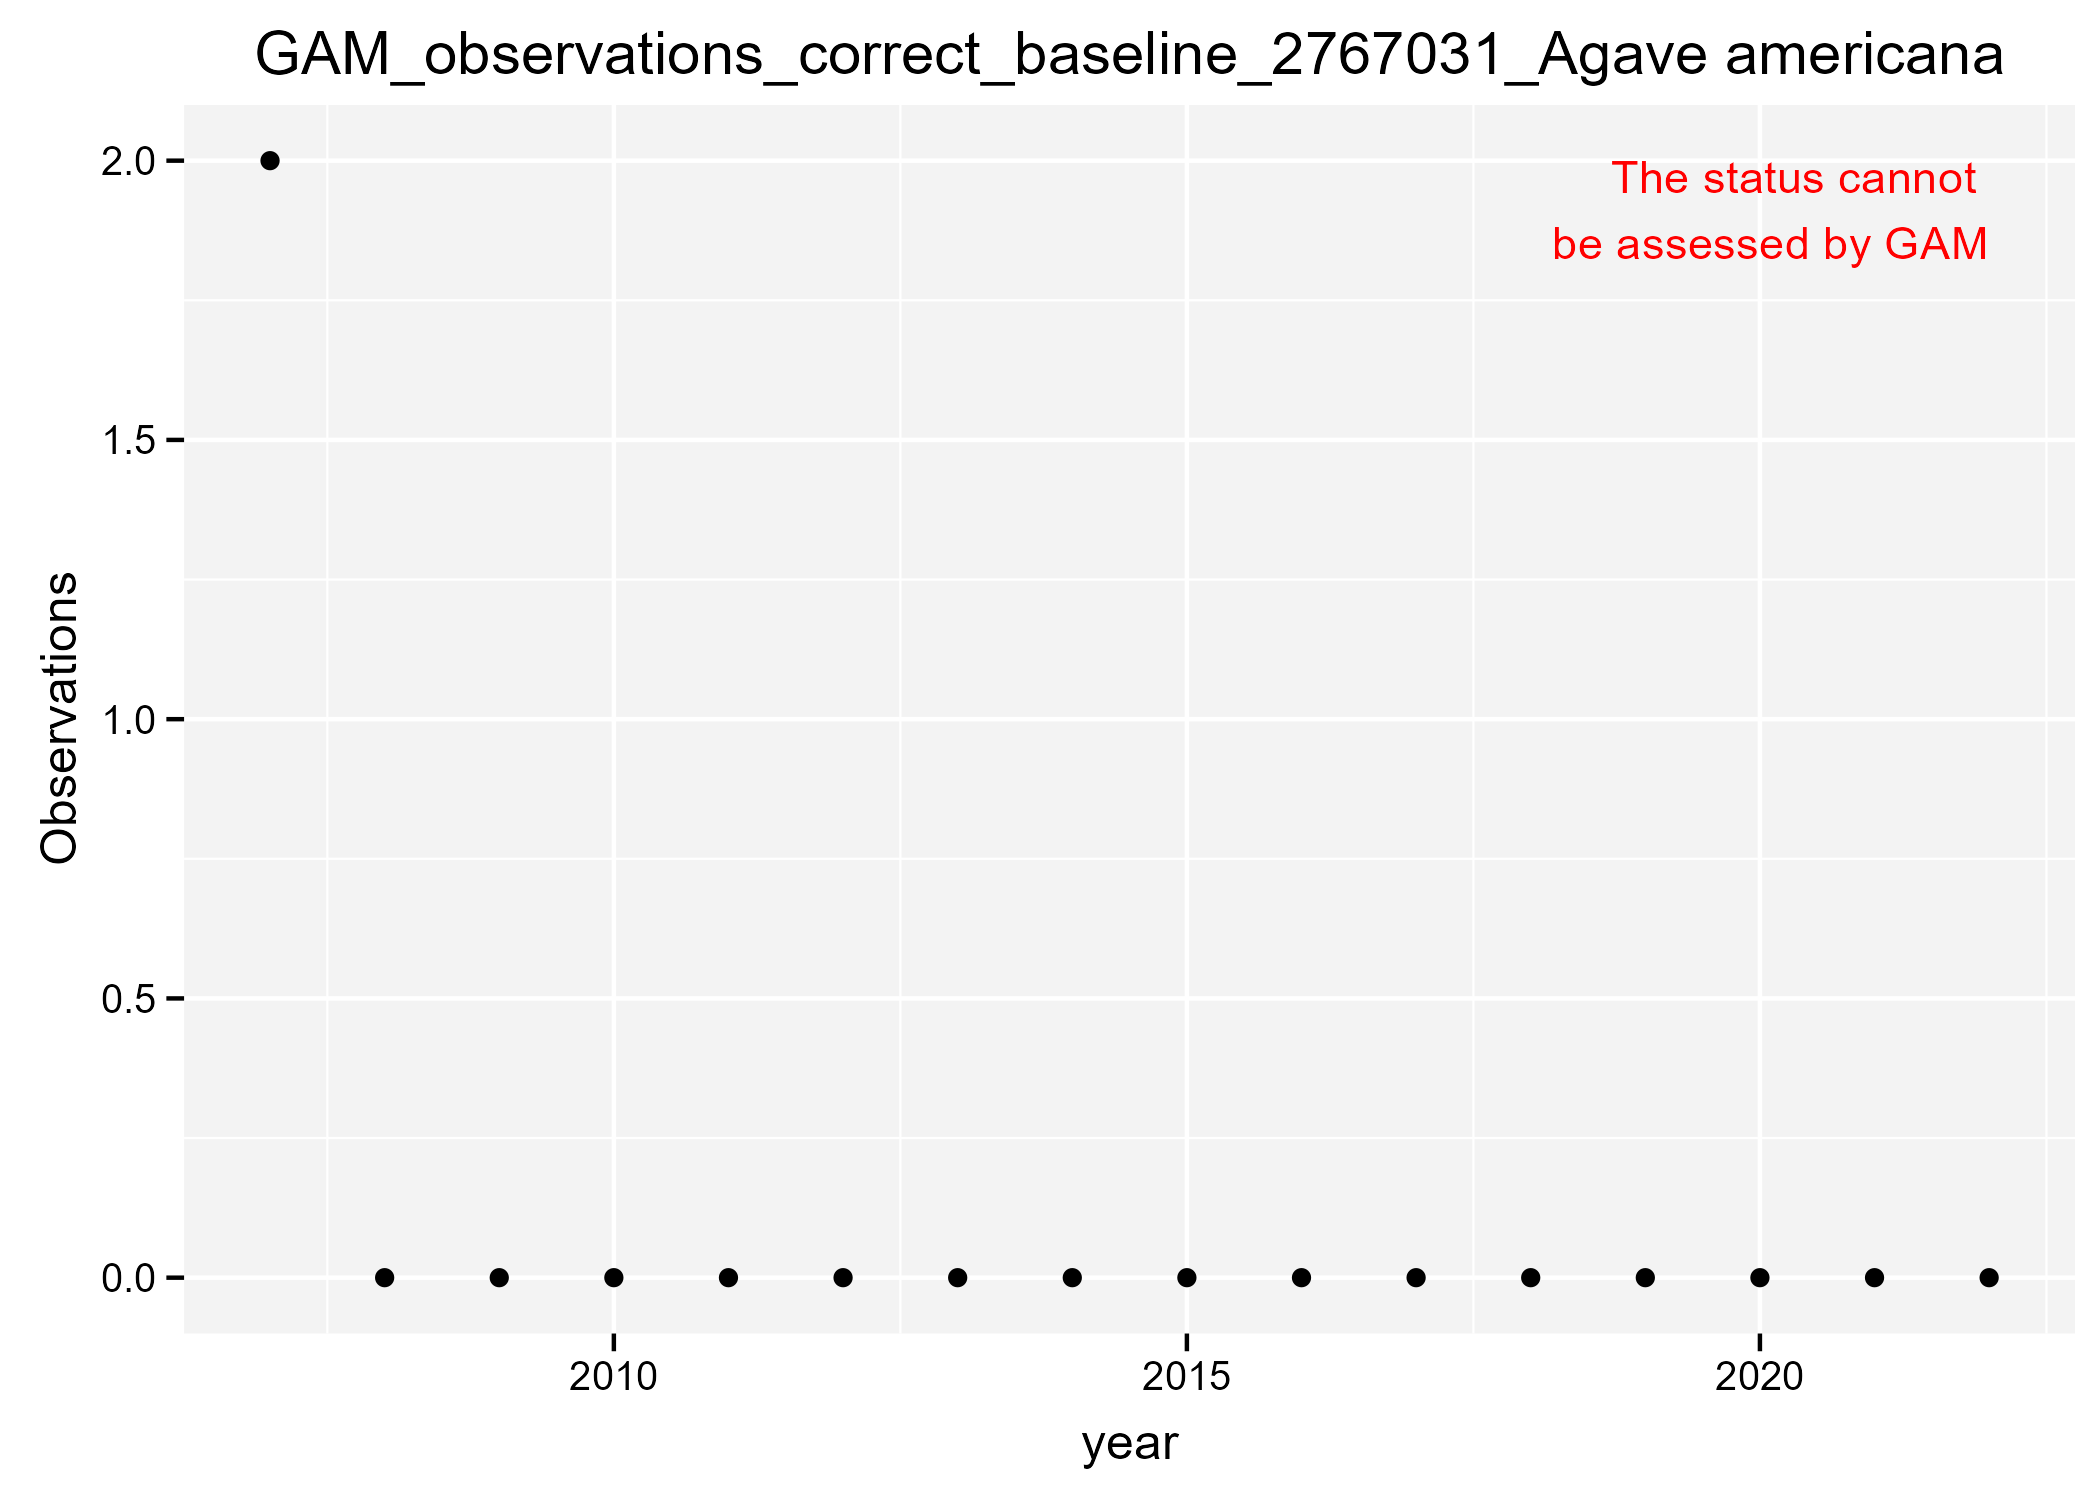 GAM_observations_correct_baseline_2767031_Agave americana
2.0
The status cannot
be assessed by GAM
1.5
1.0
Observations
0.5
0.0
2010
2015
2020
year